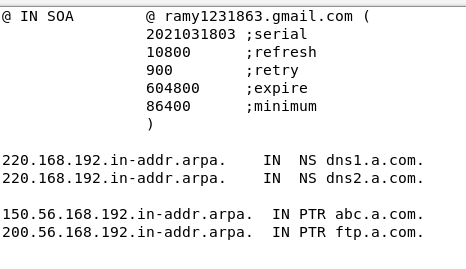 @ IN SOA @ ramy1231863.gmail.com (
2021031803 ;serial
10800 ;refresh
900 ;retry
604800 ;expire
86400 ;minimum
)
220.168.192.in-addr.arpa. IN NS dns1.a.com.
220.168.192.in-addr.arpa. IN NS dns2.a.com.
150.56.168.192.in-addr.arpa. IN PTR abc.a.com.
200.56.168.192.in-addr.arpa. IN PTR ftp.a.com.